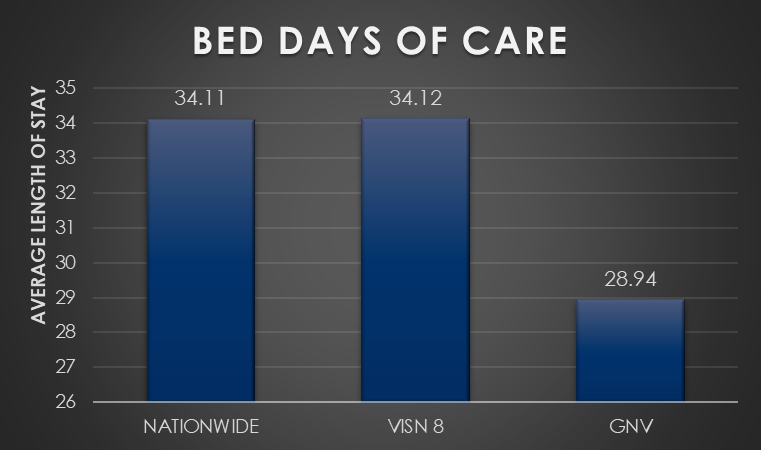 BED DAYS OF CARE
AVERAGE LENGTH OF STAY
35
34
33
32
31
30
29
28
27
26
34.11
34.12
28.94
NATIONWIDE
VISN 8
GNV